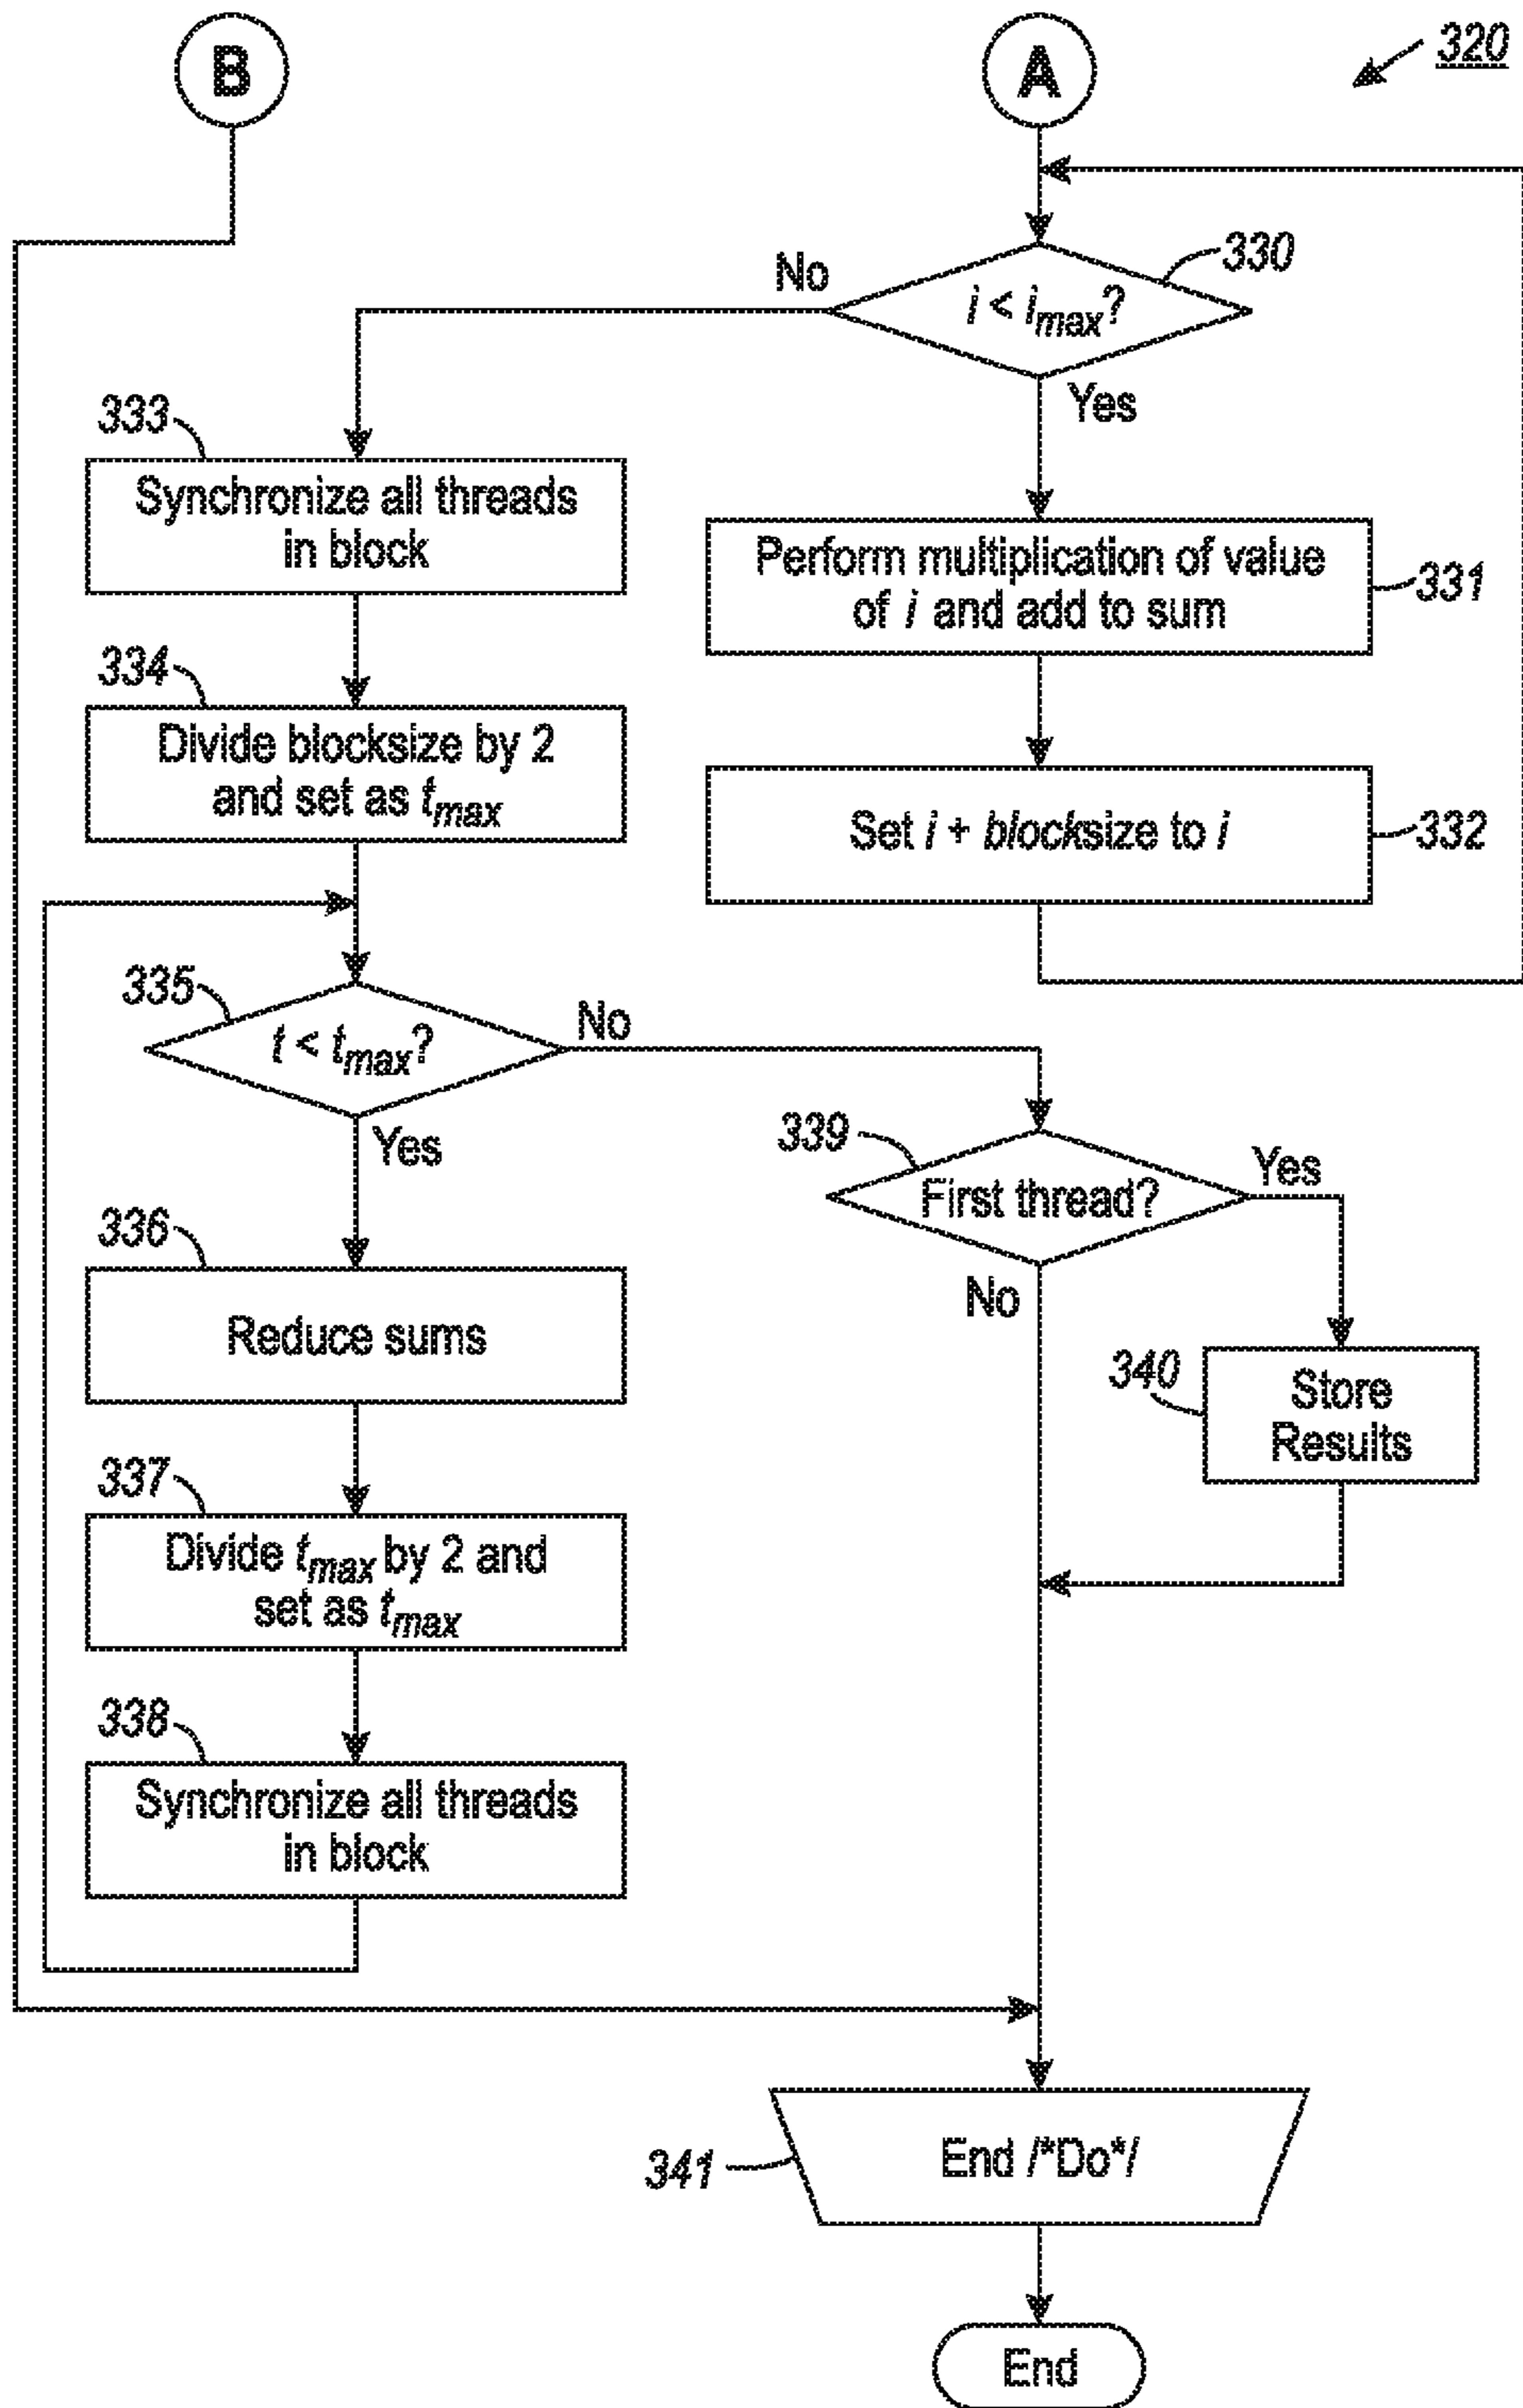 B
A
320
330
No
i < imax?
Yes
333
Synchronize all threads
in block
Perform multiplication of value
of i and add to sum
331
334
Divide blocksize by 2
and set as tmax
Set i + blocksize to i
332
335
t < tmax?
No
Yes
339
First thread?
Yes
No
336
Reduce sums
340
Store
Results
337
Divide tmax by 2 and
set as tmax
338
Synchronize all threads
in block
341
End /*Do*/
End